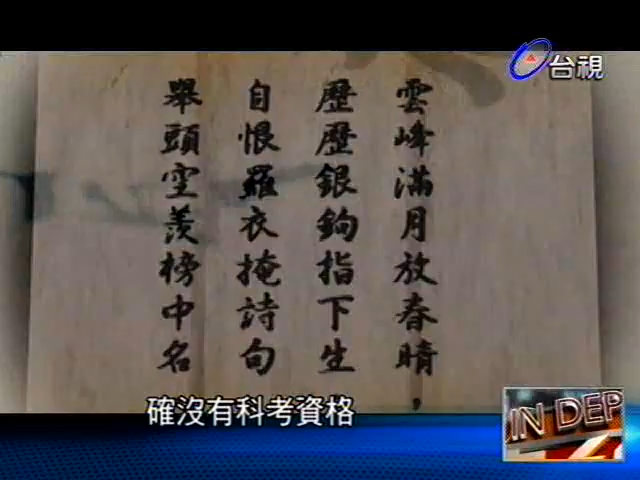 台視
雲峰滿月放春晴，
歷歷銀鉤指下生
自恨羅衣掩詩句
舉頭空羨榜中名
確沒有科考資格
IN DEP